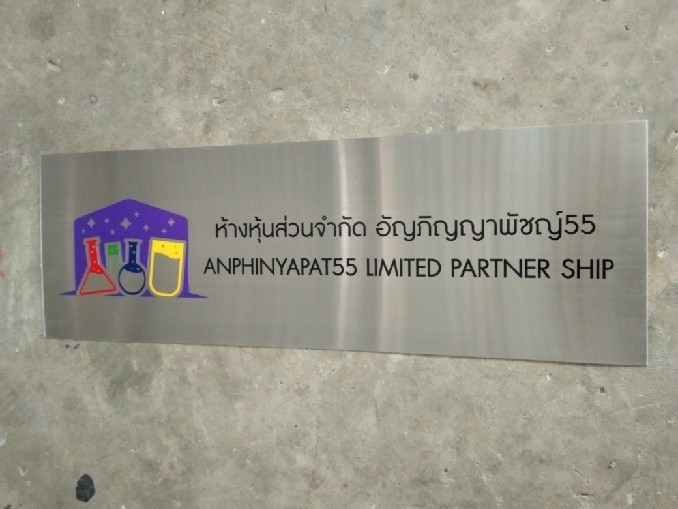 ห้างหุ้นส่วนจำกัด อัญภิญญาพัชญ์55
ANPHINYAPAT55 LIMITED PARTNER SHIP